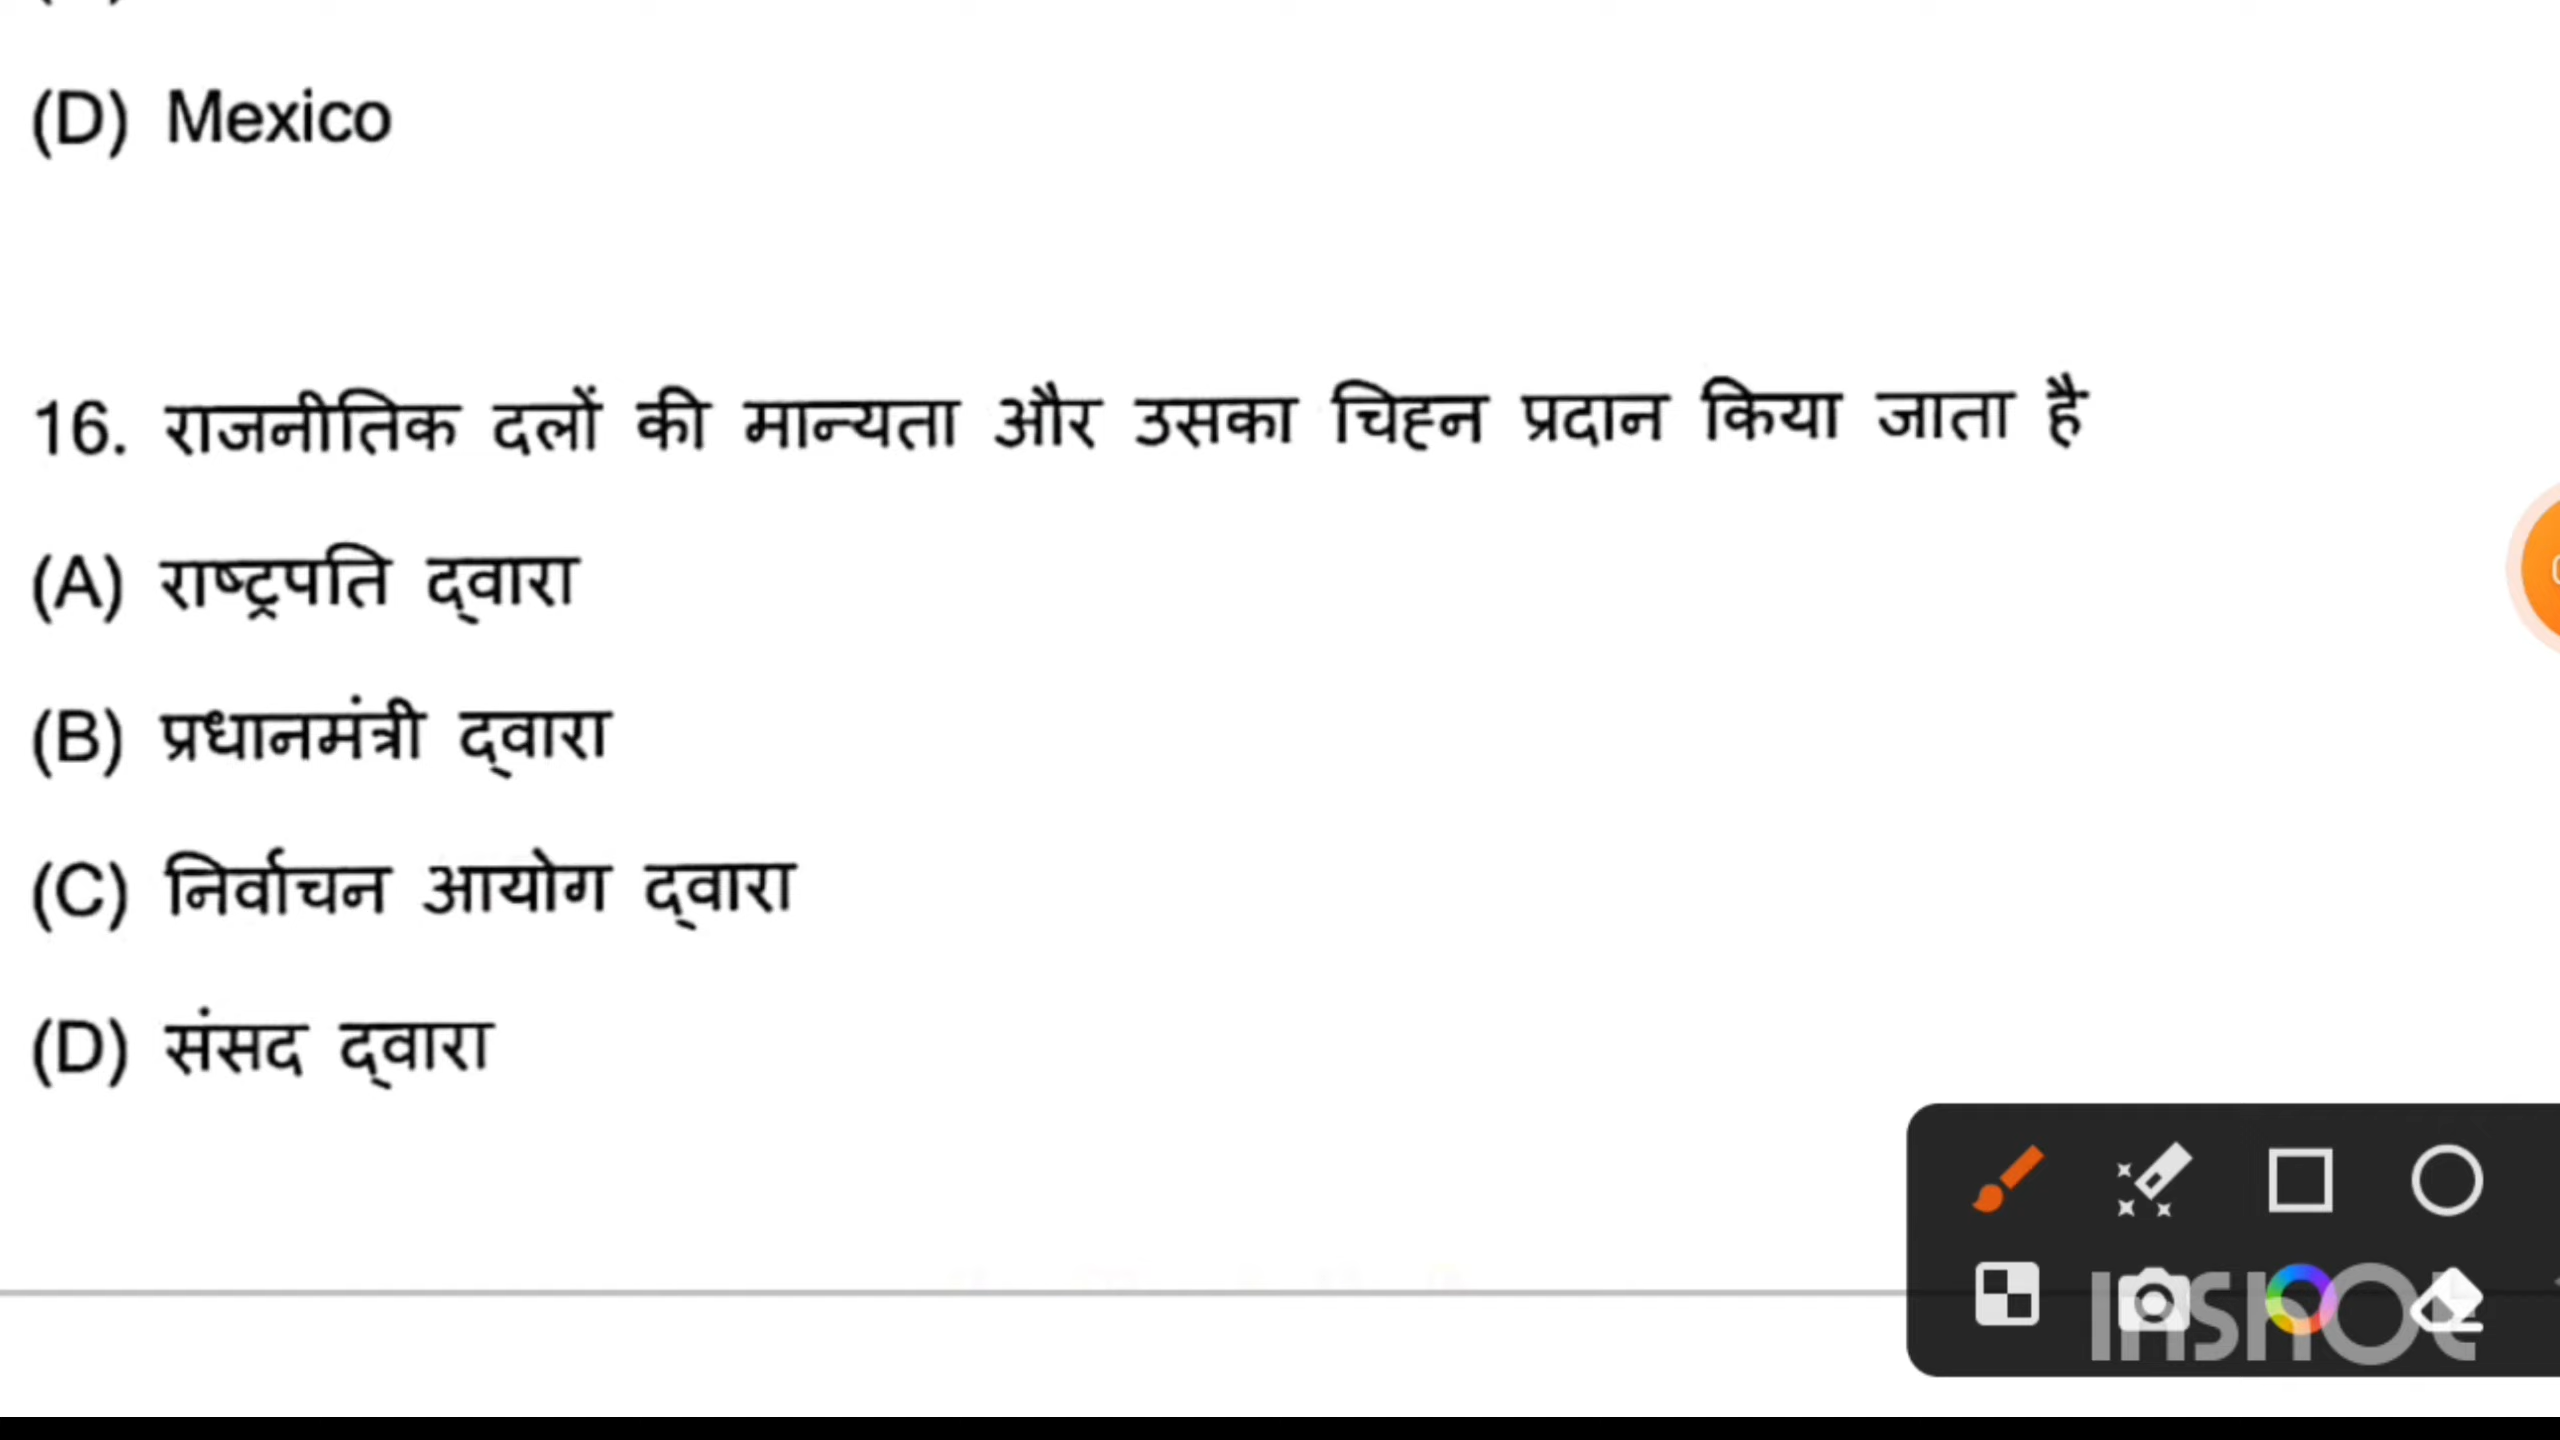 (D) Mexico
16. राजनीतिक दलों की मान्यता और उसका चिह्न प्रदान किया जाता है
(A) राष्ट्रपति द्वारा
(B) प्रधानमंत्री द्वारा
(C) निर्वाचन आयोग द्वारा
(D) संसद द्वारा
INSHOT